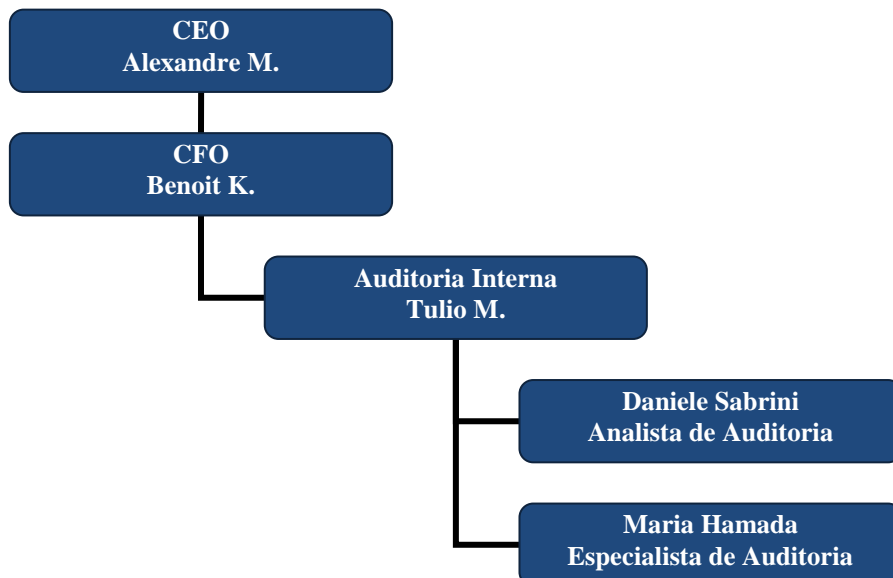 CEO
Alexandre M.
CFO
Benoit K.
Auditoria Interna
Tulio M.
Daniele Sabrini
Analista de Auditoria
Maria Hamada
Especialista de Auditoria